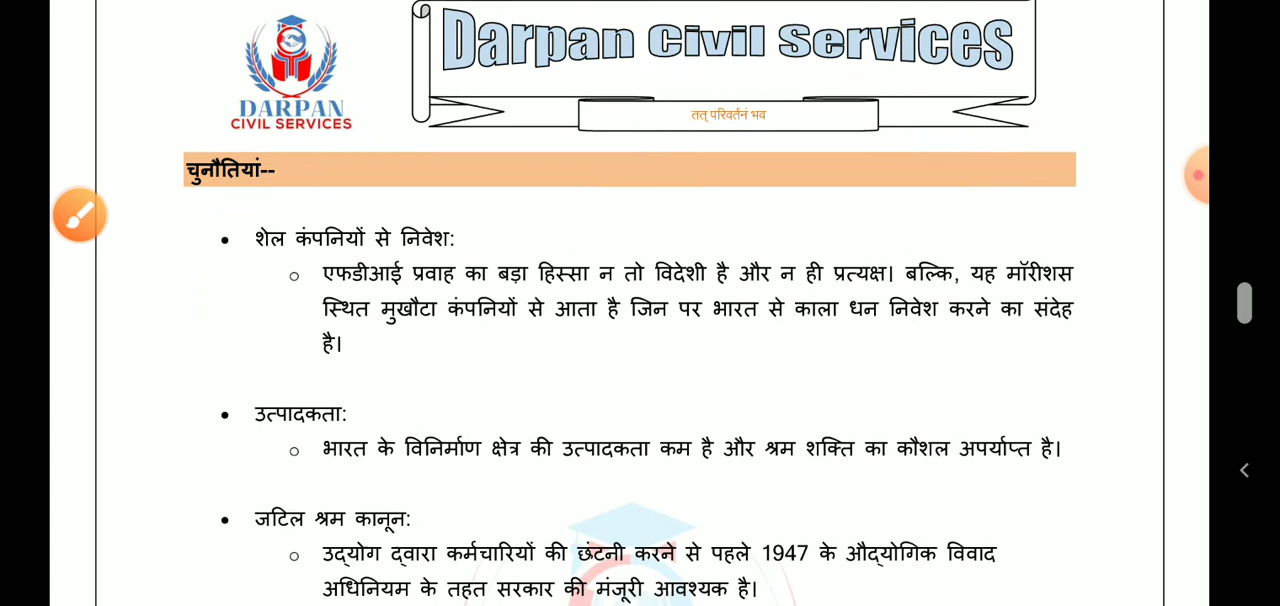 Darpan Civil Services
DARPAN
CIVIL SERVICES
तत् परिवर्तनं भव
चुनौतियां--
• शेल कंपनियों से निवेश:
o एफडीआई प्रवाह का बड़ा हिस्सा न तो विदेशी है और न ही प्रत्यक्ष। बल्कि, यह मॉरीशस
स्थित मुखौटा कंपनियों से आता है जिन पर भारत से काला धन निवेश करने का संदेह
है।
• उत्पादकता:
o भारत के विनिर्माण क्षेत्र की उत्पादकता कम है और श्रम शक्ति का कौशल अपर्याप्त है।
• जटिल श्रम कानून:
o उद्योग द्वारा कर्मचारियों की छंटनी करने से पहले 1947 के औद्योगिक विवाद
अधिनियम के तहत सरकार की मंजूरी आवश्यक है।